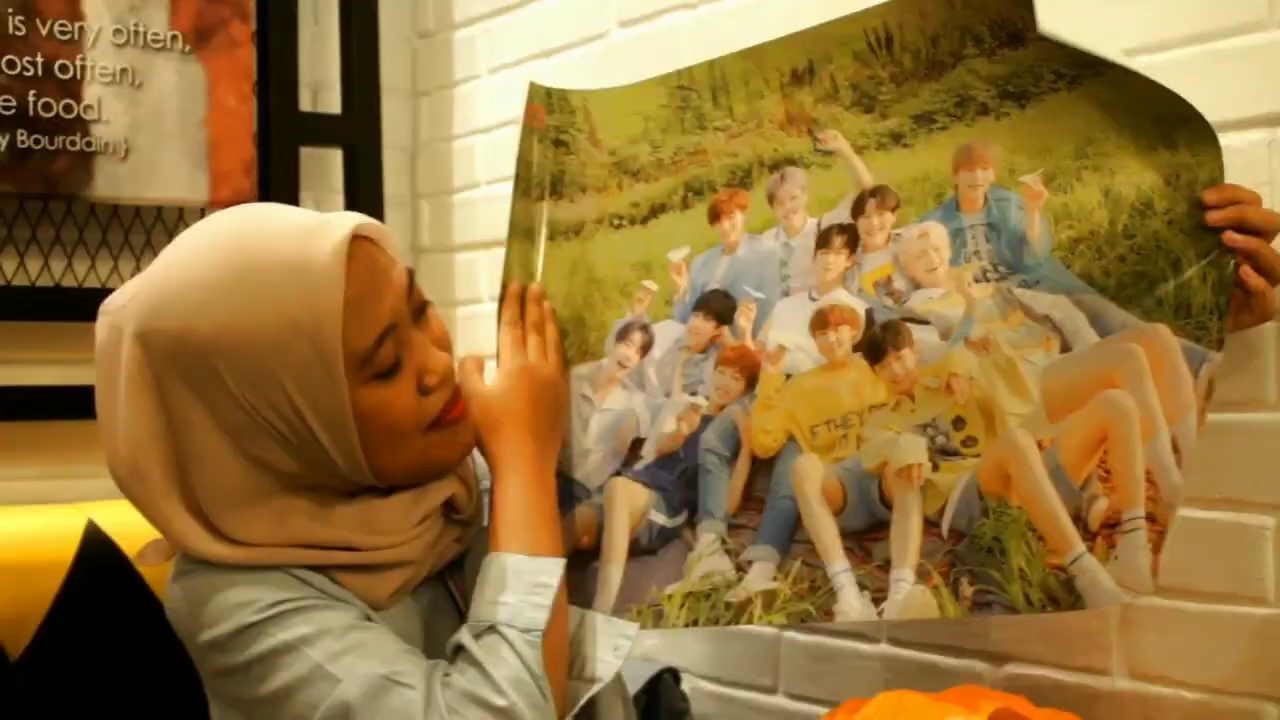 is very often,
ost often,
e food.
y Bourdain}